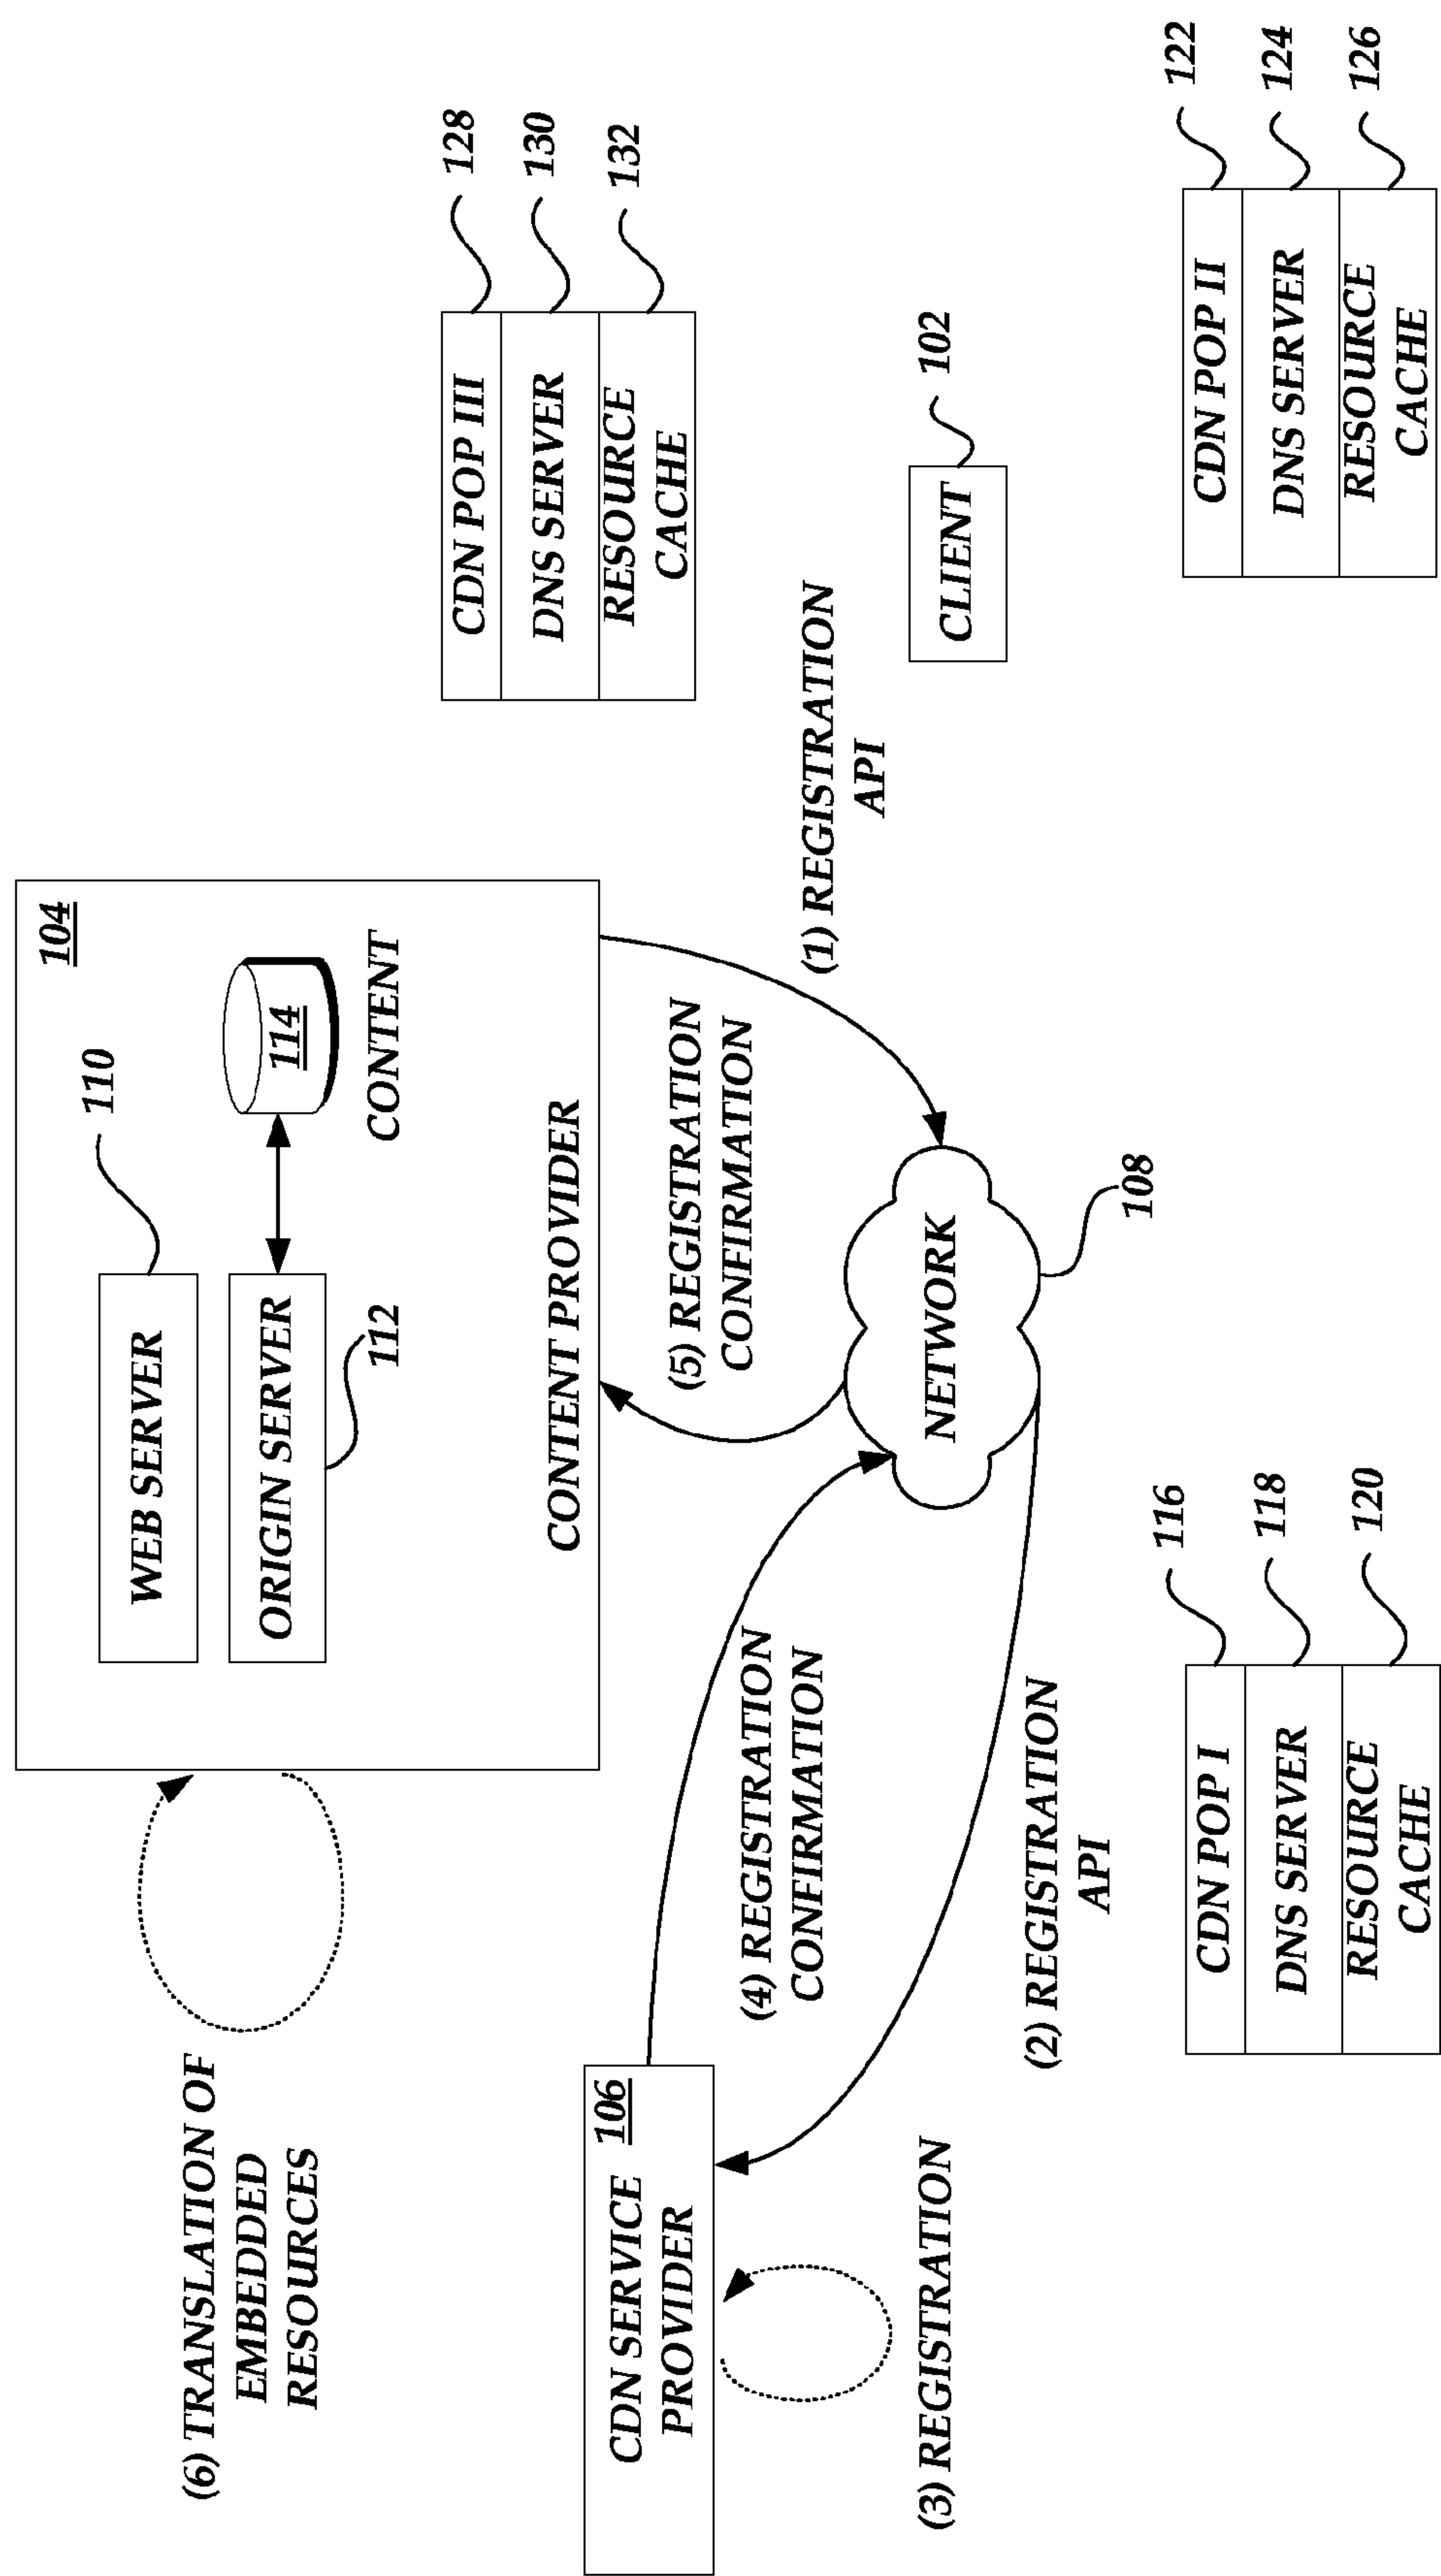 (6) TRANSLATION OF
EMBEDDED
RESOURCES
104
110
WEB SERVER
ORIGIN SERVER
112
114
CONTENT
CONTENT PROVIDER
CDN SERVICE
PROVIDER
106
(3) REGISTRATION
(4) REGISTRATION
CONFIRMATION
(5) REGISTRATION
CONFIRMATION
(1) REGISTRATION
API
(2) REGISTRATION
API
NETWORK
108
CDN POP III
128
DNS SERVER
130
RESOURCE
CACHE
132
CLIENT
102
CDN POP I
116
DNS SERVER
118
RESOURCE
CACHE
120
CDN POP II
122
DNS SERVER
124
RESOURCE
CACHE
126